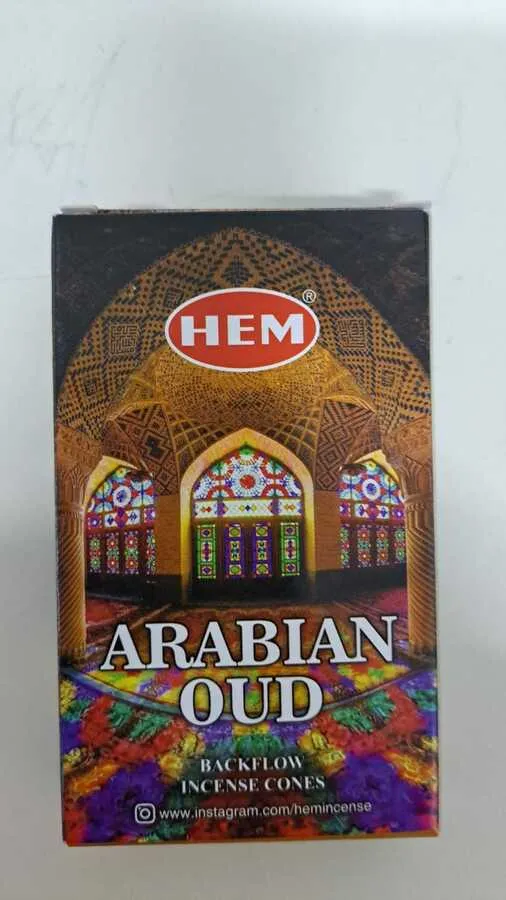 HEM ®
ARABIAN
OUD
BACKFLOW
INCENSE CONES
www.instagram.com/hemincense